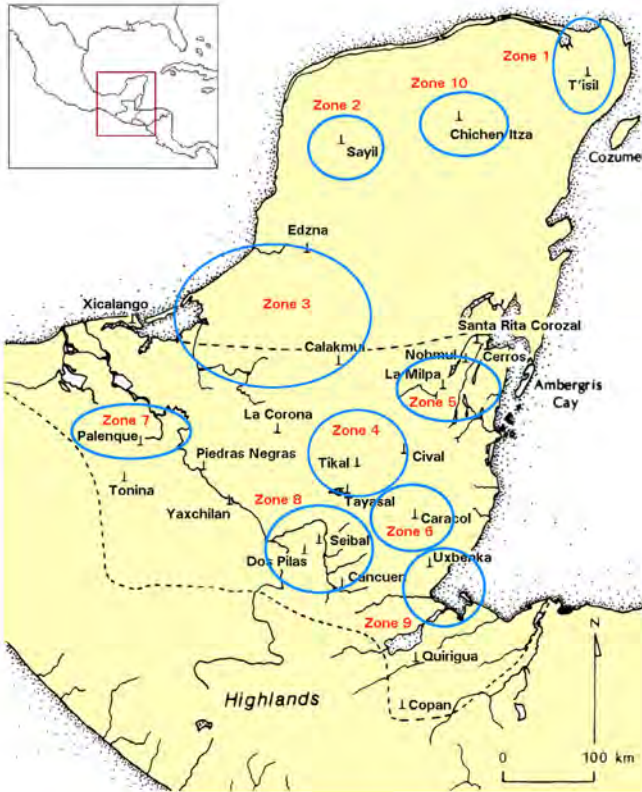 Zone 1
T'isil
Zone 10
Zone 2
Chichen Itza
Sayil
Cozume
Edzna
Zone 3
Xicalango
Santa Rita Corozal
Calakmul
Nohmul
Cerros
La Milpa
Ambergris
Cay
Zone 5
La Corona
Zone 7
Zone 4
Palenque
Cival
Tikal
Piedras Negras
Tonina
Tayasal
Zone 8
Yaxchilan
Caracol
Zone 6
Seibal
Dos Pilas
Uxbenka
Cancuen
Zone 9
N
Quirigua
Highlands
Copan
0 100 km